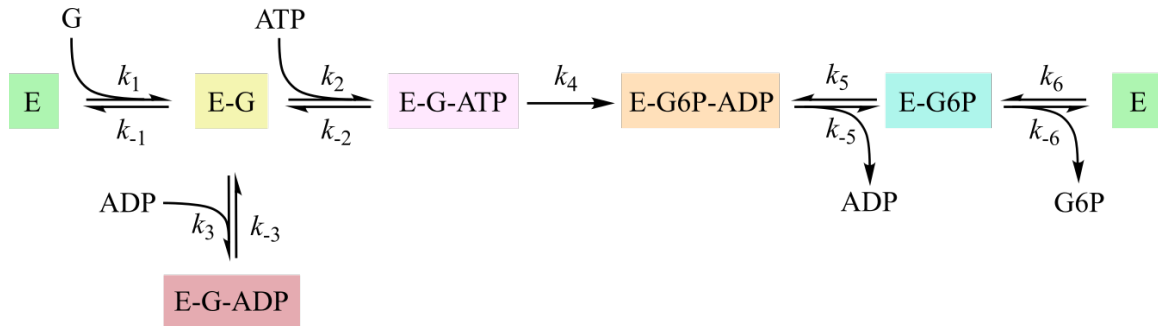 G ATP
k1 k2 k4 k5 k6
E E-G E-G-ATP E-G6P-ADP E-G6P E
k-1 k-2 k-5 k-6
ADP k3 k-3 ADP G6P
E-G-ADP